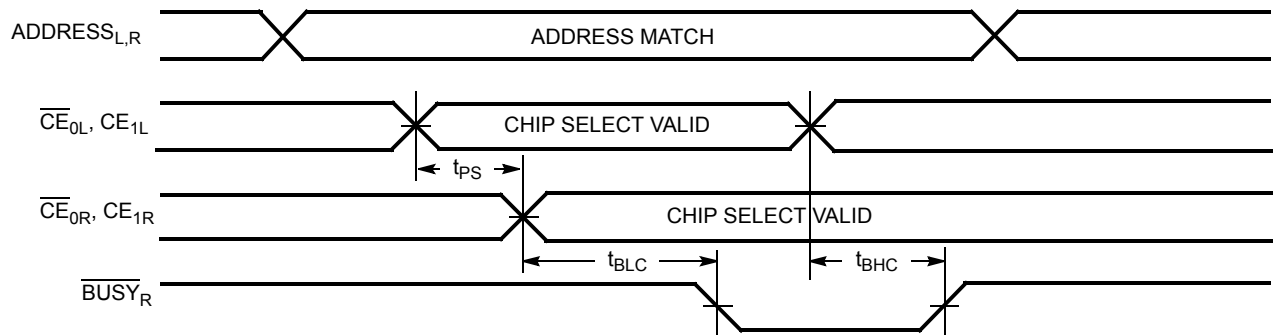 ADDRESS_L,R
ADDRESS MATCH
CE_0L, CE_1L
CHIP SELECT VALID
t_PS
CE_0R, CE_1R
CHIP SELECT VALID
t_BLC
t_BHC
BUSY_R